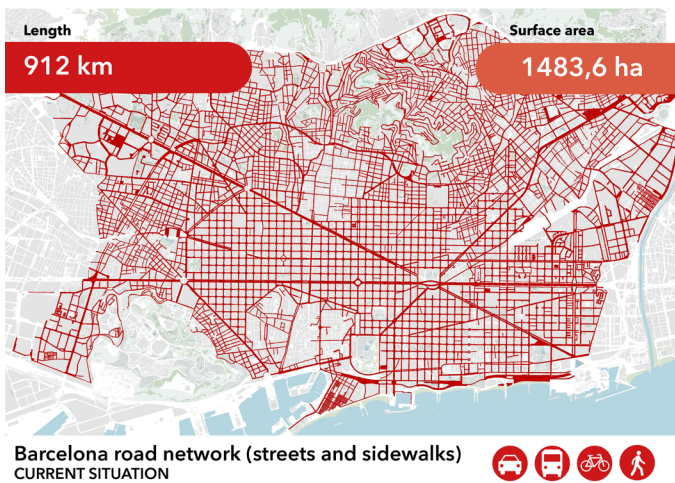 Length
Surface area
912 km
1483,6 ha
Barcelona road network (streets and sidewalks)
CURRENT SITUATION